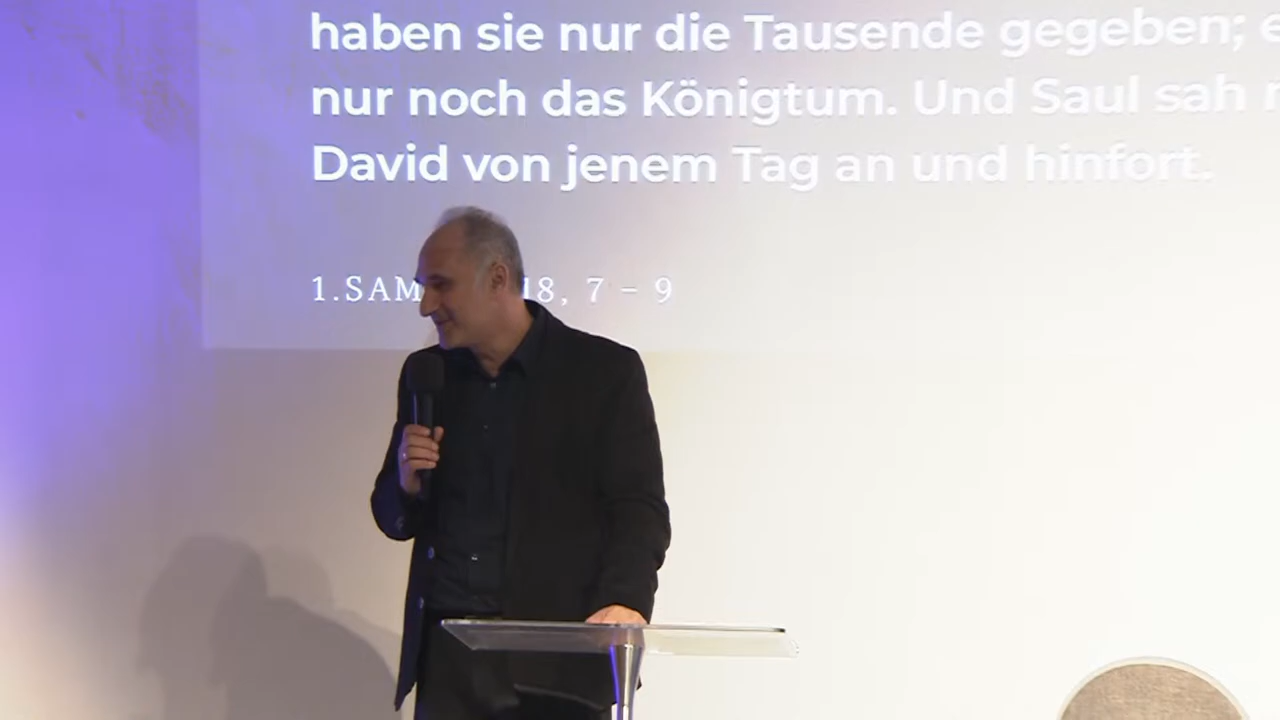 haben sie nur die Tausende gegeben;
nur noch das Königtum. Und Saul sah
David von jenem Tag an und hinfort.
18, 7 – 9